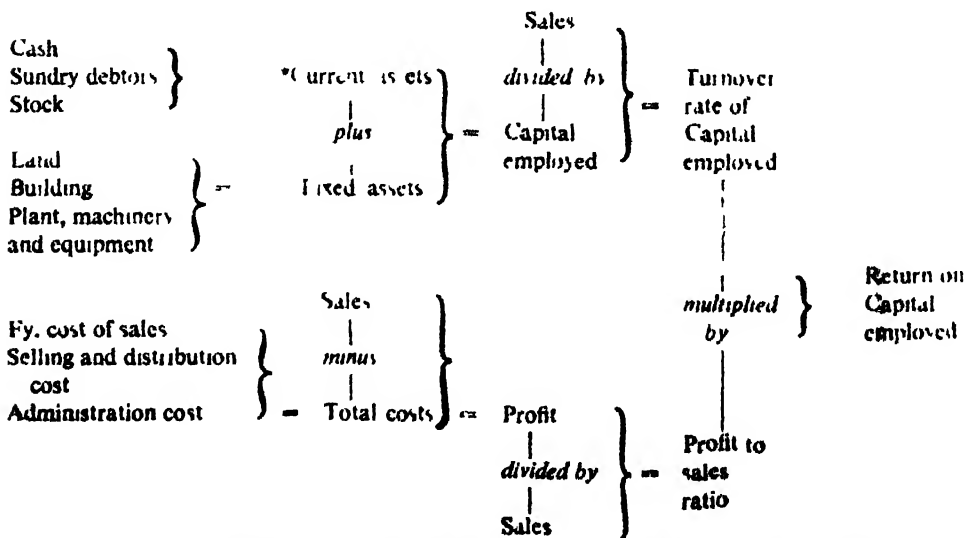 Cash
Sundry debtors
Stock
Land
Building
Plant, machinery
and equipment
=
*Current assets
plus
Fixed assets
=
Sales
divided by
Capital
employed
=
Turnover
rate of
Capital
employed
multiplied
by
Return on
Capital
employed
Fy. cost of sales
Selling and distribution
cost
Administration cost
=
Sales
minus
Total costs
=
Profit
divided by
Sales
=
Profit to
sales
ratio